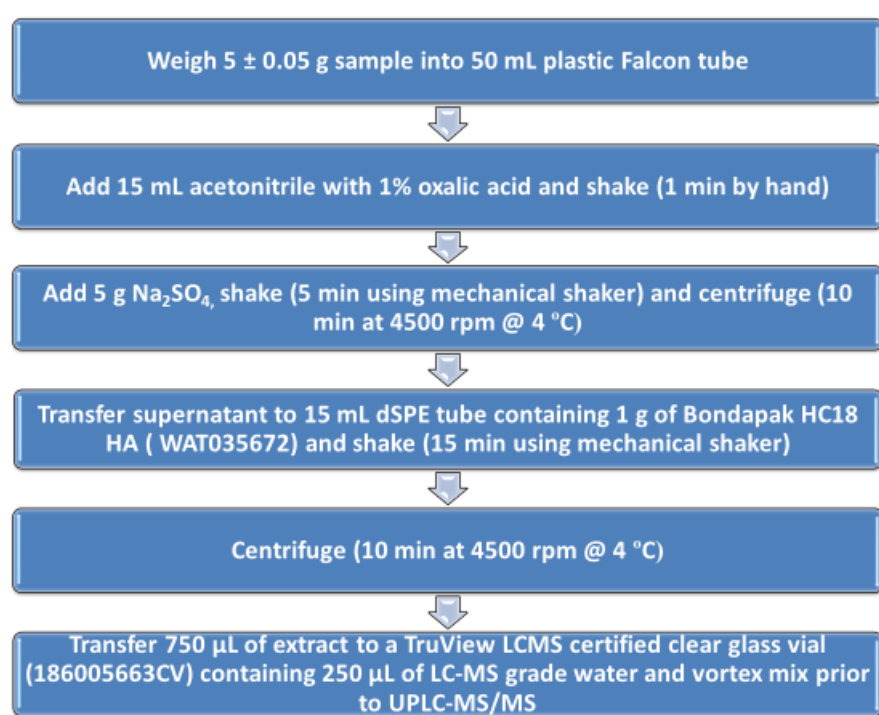 Weigh 5 ± 0.05 g sample into 50 mL plastic Falcon tube
Add 15 mL acetonitrile with 1% oxalic acid and shake (1 min by hand)
Add 5 g Na₂SO₄, shake (5 min using mechanical shaker) and centrifuge (10
min at 4500 rpm @ 4 °C)
Transfer supernatant to 15 mL dSPE tube containing 1 g of Bondapak HC18
HA ( WAT035672) and shake (15 min using mechanical shaker)
Centrifuge (10 min at 4500 rpm @ 4 °C)
Transfer 750 µL of extract to a TruView LCMS certified clear glass vial
(186005663CV) containing 250 µL of LC-MS grade water and vortex mix prior
to UPLC-MS/MS